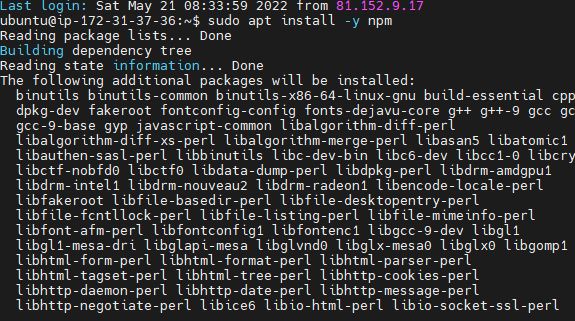 Last login: Sat May 21 08:33:59 2022 from 81.152.9.17
ubuntu@ip-172-31-37-36:~$ sudo apt install -y npm
Reading package lists... Done
Building dependency tree
Reading state information... Done
The following additional packages will be installed:
binutils binutils-common binutils-x86-64-linux-gnu build-essential cpp
dpkg-dev fakeroot fontconfig-config fonts-dejavu-core g++ g++-9 gcc gc
gcc-9-base gyp javascript-common libalgorithm-diff-perl
libalgorithm-diff-xs-perl libalgorithm-merge-perl libasan5 libatomic1
libauthen-sasl-perl libbinutils libc-dev-bin libc6-dev libcc1-0 libcry
libctf-nobfd0 libctf0 libdata-dump-perl libdpkg-perl libdrm-amdgpu1
libdrm-intel1 libdrm-nouveau2 libdrm-radeon1 libencode-locale-perl
libfakeroot libfile-basedir-perl libfile-desktopentry-perl
libfile-fcntllock-perl libfile-listing-perl libfile-mimeinfo-perl
libfont-afm-perl libfontconfig1 libfontenc1 libgcc-9-dev libgl1
libgl1-mesa-dri libglapi-mesa libglvnd0 libglx-mesa0 libglx0 libgomp1
libhtml-form-perl libhtml-format-perl libhtml-parser-perl
libhtml-tagset-perl libhtml-tree-perl libhttp-cookies-perl
libhttp-daemon-perl libhttp-date-perl libhttp-message-perl
libhttp-negotiate-perl libice6 libio-html-perl libio-socket-ssl-perl